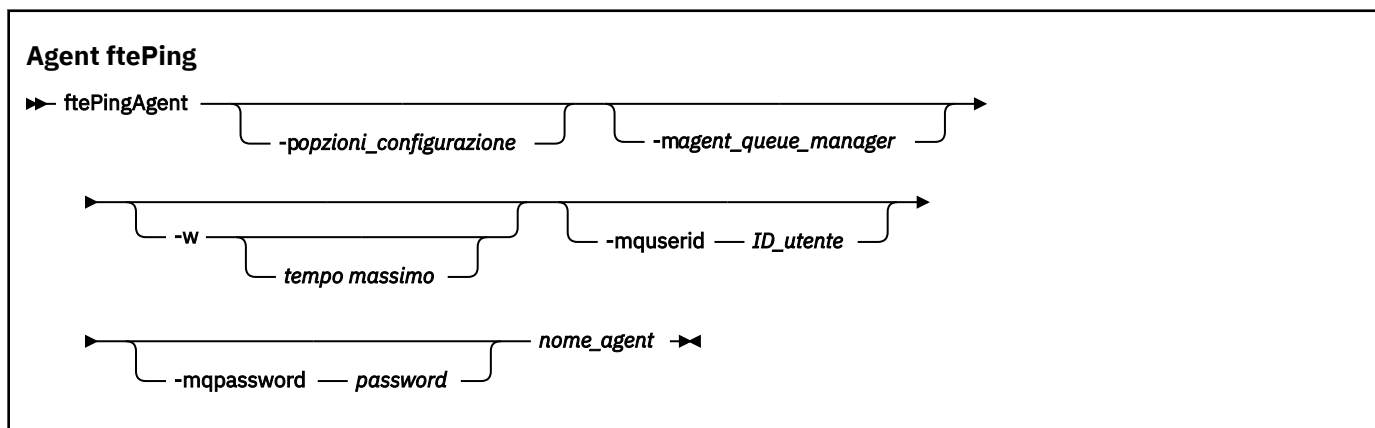 Agent ftePing
ftePingAgent
-popzioni_configurazione -magent_queue_manager
-w -mquserid ID_utente
tempo massimo
nome_agent
-mqpassword password